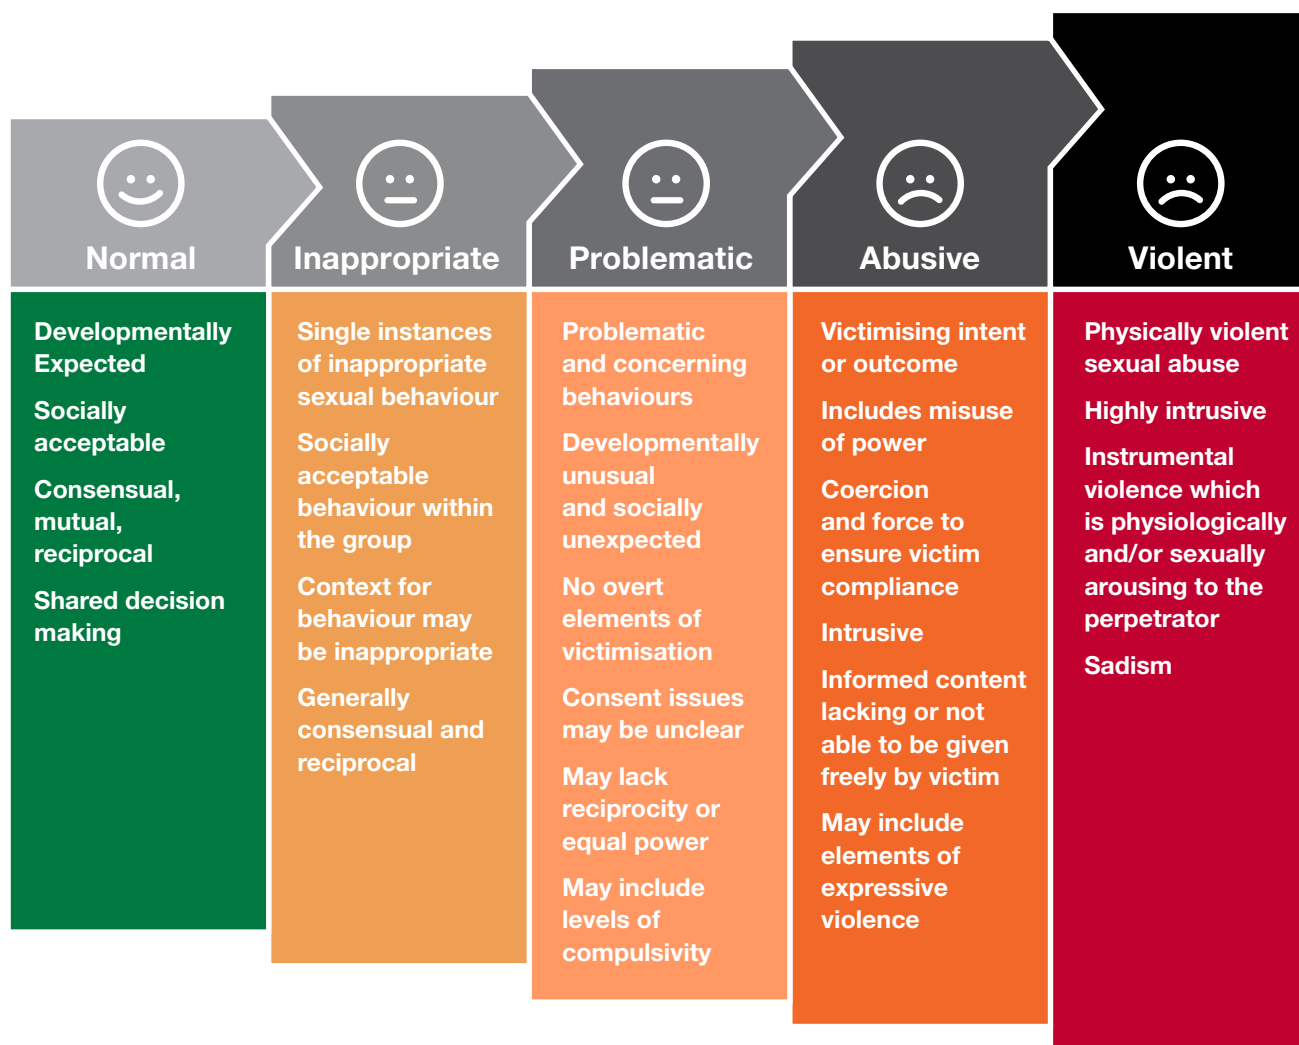 Normal
Inappropriate
Problematic
Abusive
Violent
Developmentally
Expected
Socially
acceptable
Consensual,
mutual,
reciprocal
Shared decision
making
Single instances
of inappropriate
sexual behaviour
Socially
acceptable
behaviour within
the group
Context for
behaviour may
be inappropriate
Generally
consensual and
reciprocal
Problematic
and concerning
behaviours
Developmentally
unusual
and socially
unexpected
No overt
elements of
victimisation
Consent issues
may be unclear
May lack
reciprocity or
equal power
May include
levels of
compulsivity
Victimising intent
or outcome
Includes misuse
of power
Coercion
and force to
ensure victim
compliance
Intrusive
Informed content
lacking or not
able to be given
freely by victim
May include
elements of
expressive
violence
Physically violent
sexual abuse
Highly intrusive
Instrumental
violence which
is physiologically
and/or sexually
arousing to the
perpetrator
Sadism